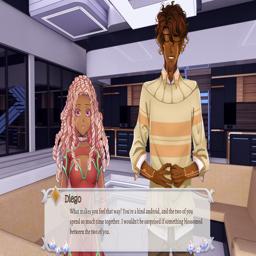 Diego
What makes you feel that way? You're a kind android, and the two of you
spend so much time together. I wouldn't be surprised if something blossomed
between the two of you.